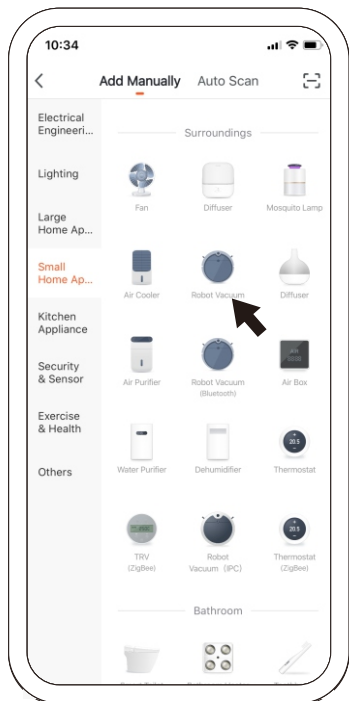 10:34
Add Manually Auto Scan
Electrical
Engineeri...
Lighting
Large
Home Ap...
Small
Home Ap...
Kitchen
Appliance
Security
& Sensor
Exercise
& Health
Others
Surroundings
Fan Diffuser Mosquito Lamp
Air Cooler Robot Vacuum Diffuser
Air Purifier Robot Vacuum Air Box
(Bluetooth)
Water Purifier Dehumidifier Thermostat
20.5
20.5
TRV Robot Thermostat
(ZigBee) Vacuum (IPC) (ZigBee)
Bathroom